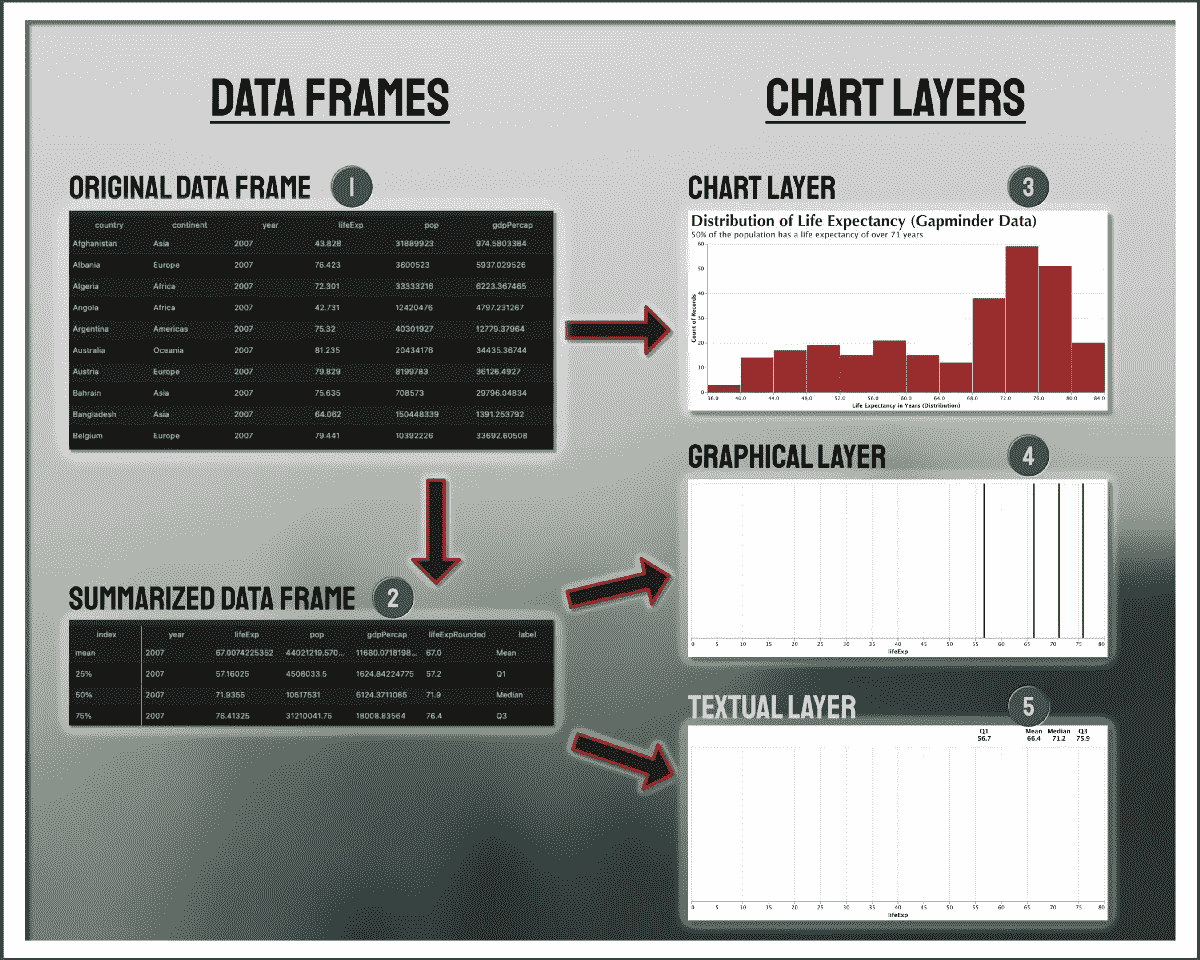 DATA FRAMES
CHART LAYERS
ORIGINAL DATA FRAME 1
country continent year lifeExp pop gdpPercap
Afghanistan Asia 2007 43.828 31889923 974.5803384
Albania Europe 2007 76.423 3600523 5937.029526
Algeria Africa 2007 72.301 33333216 6223.367465
Angola Africa 2007 42.731 12420476 4797.231267
Argentina Americas 2007 75.32 40301927 12779.37964
Australia Oceania 2007 81.235 20434176 34435.36744
Austria Europe 2007 79.829 8199783 36126.4927
Bahrain Asia 2007 75.635 708573 29796.04834
Bangladesh Asia 2007 64.062 150448339 1391.253792
Belgium Europe 2007 79.441 10392226 33692.60508
SUMMARIZED DATA FRAME 2
index year lifeExp pop gdpPercap lifeExpRounded label
mean 2007 67.0074225352 44021219.570... 11680.0718198... 67.0 Mean
25% 2007 57.16025 4508033.5 1624.84224775 57.2 Q1
50% 2007 71.9355 10517531 6124.3711085 71.9 Median
75% 2007 76.41325 31210041.75 18008.83564 76.4 Q3
CHART LAYER 3
Distribution of Life Expectancy (Gapminder Data)
50% of the population has a life expectancy of over 71 years
60
50
40
30
20
10
0
Count of Records
36.0 40.0 44.0 48.0 52.0 56.0 60.0 64.0 68.0 72.0 76.0 80.0 84.0
Life Expectancy in Years (Distribution)
GRAPHICAL LAYER 4
0 5 10 15 20 25 30 35 40 45 50 55 60 65 70 75 80
lifeExp
TEXTUAL LAYER 5
Q1 Mean Median Q3
56.7 66.4 71.2 75.9
0 5 10 15 20 25 30 35 40 45 50 55 60 65 70 75 80
lifeExp